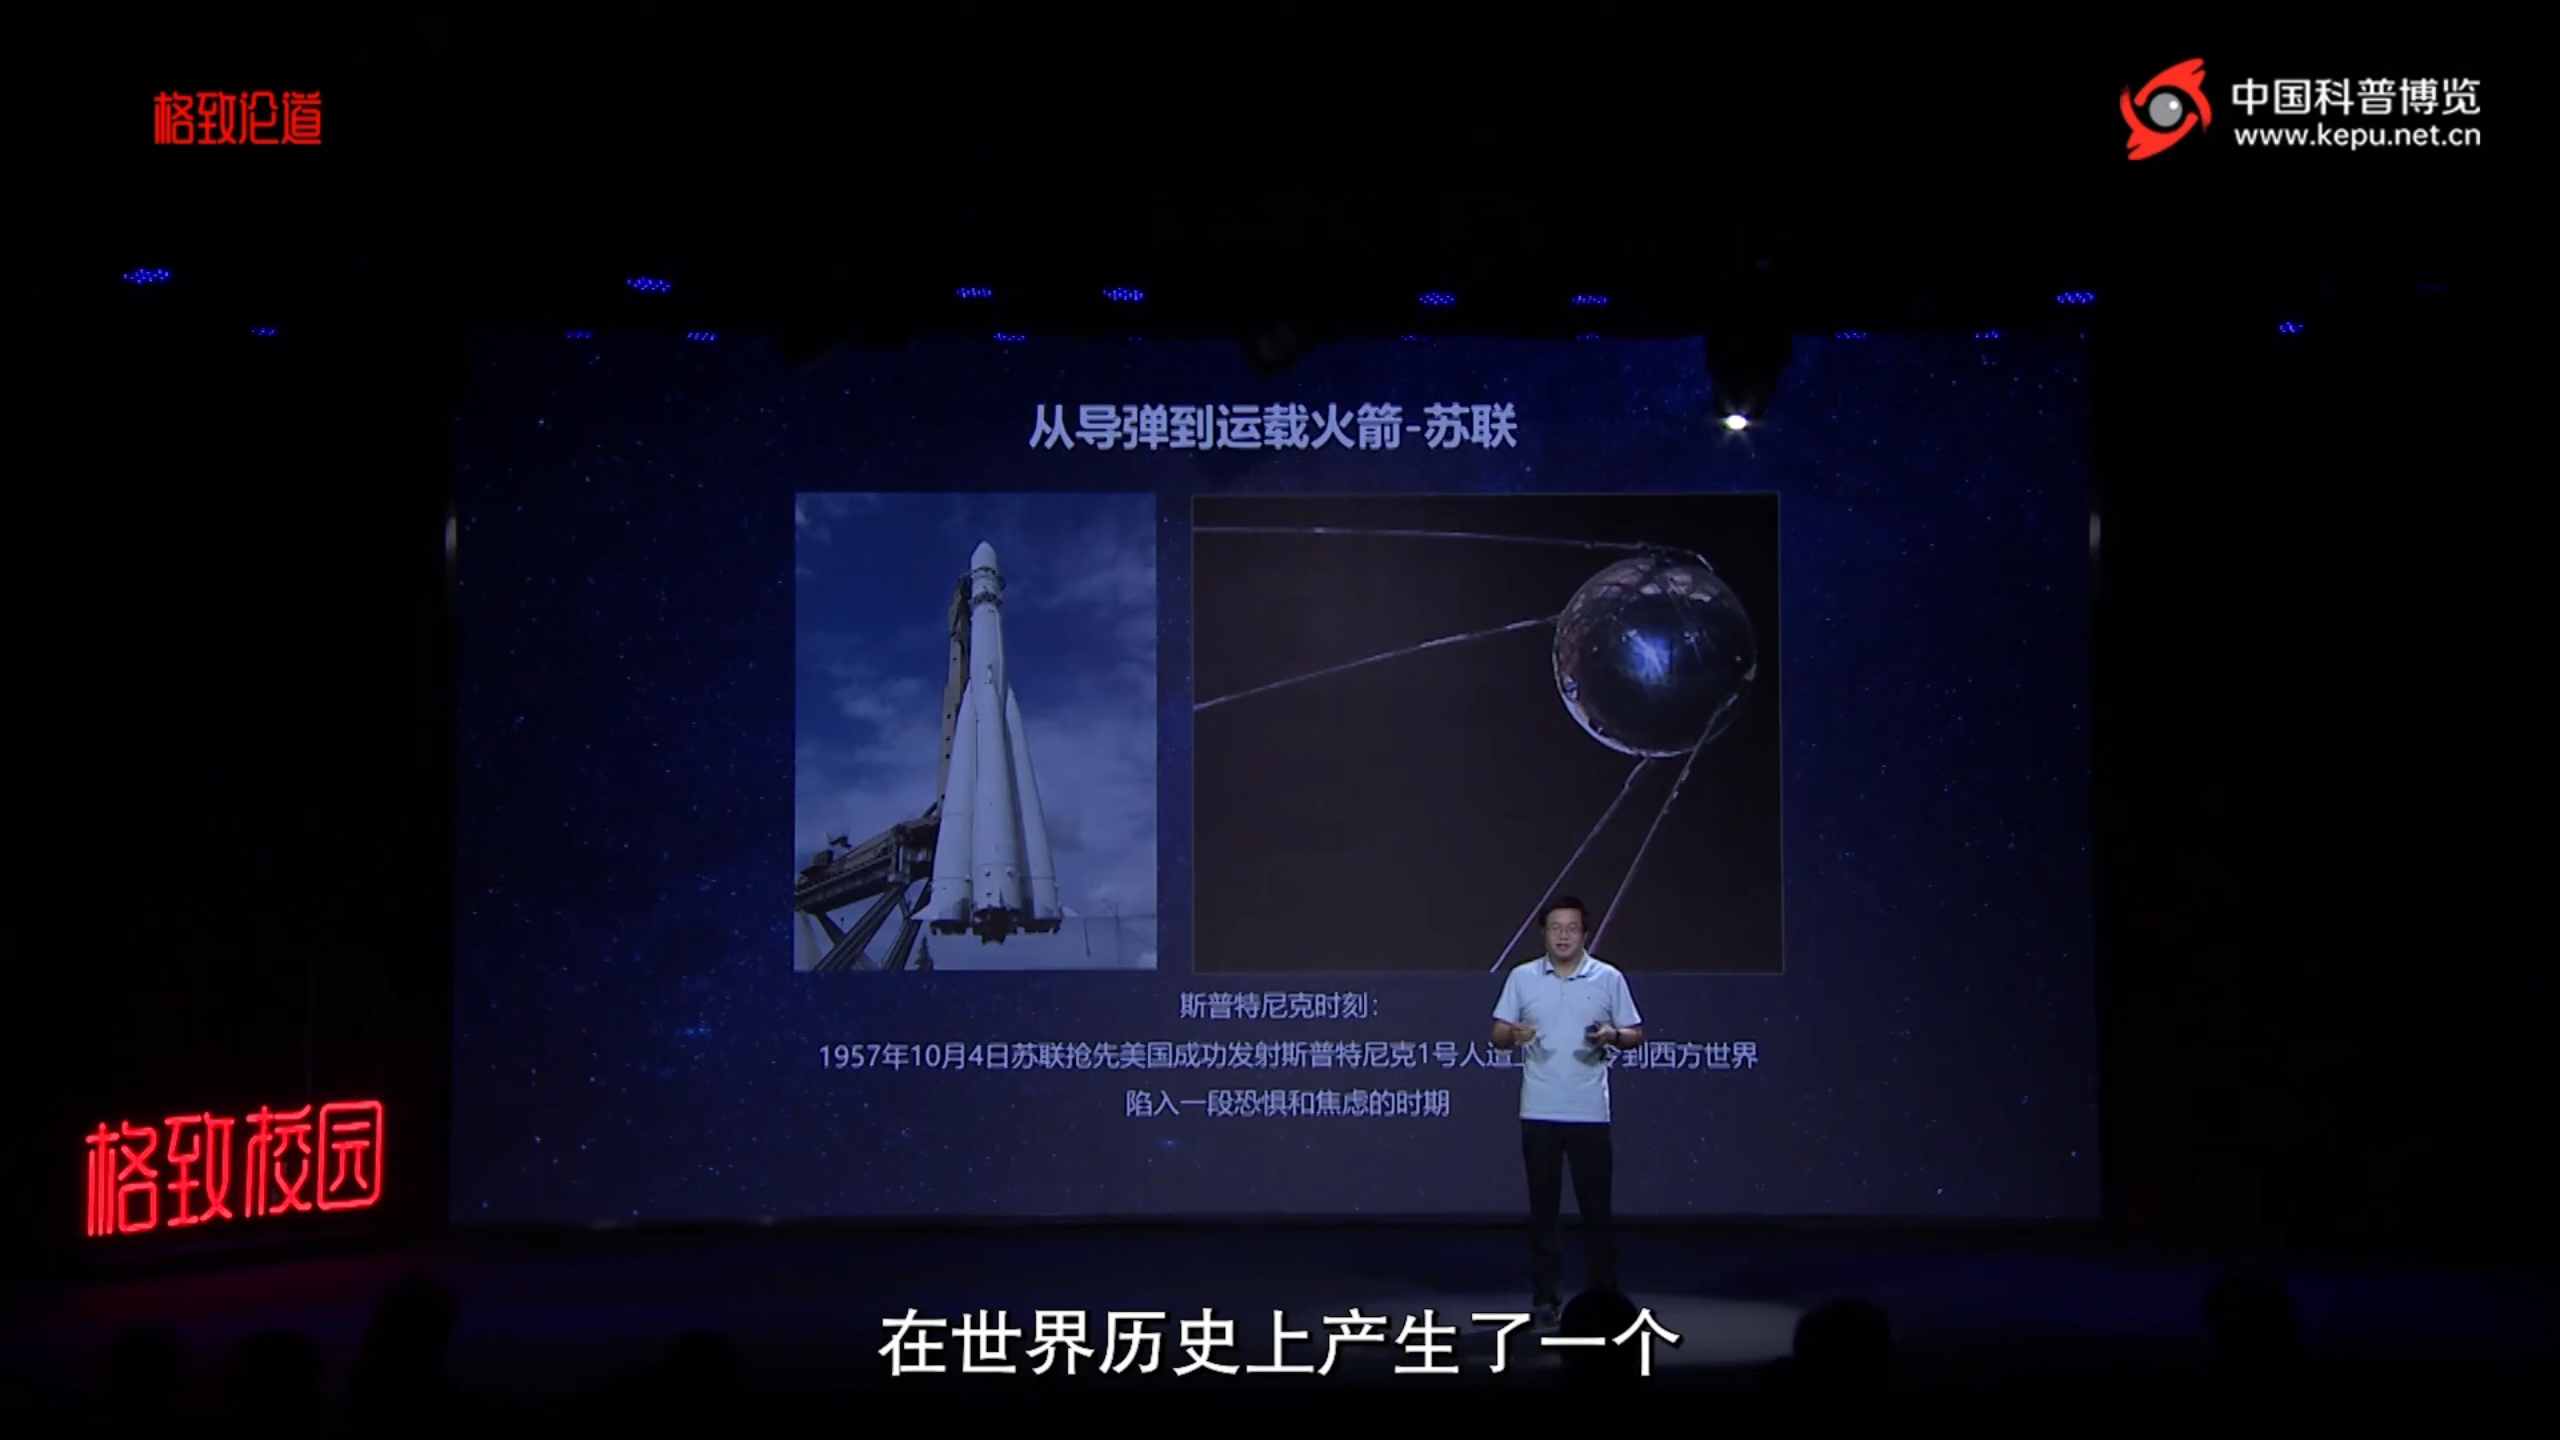 格致论道
中国科普博览
www.kepu.net.cn
从导弹到运载火箭-苏联
斯普特尼克时刻：
1957年10月4日苏联抢先美国成功发射斯普特尼克1号人造 令到西方世界
陷入一段恐惧和焦虑的时期
格致校园
在世界历史上产生了一个